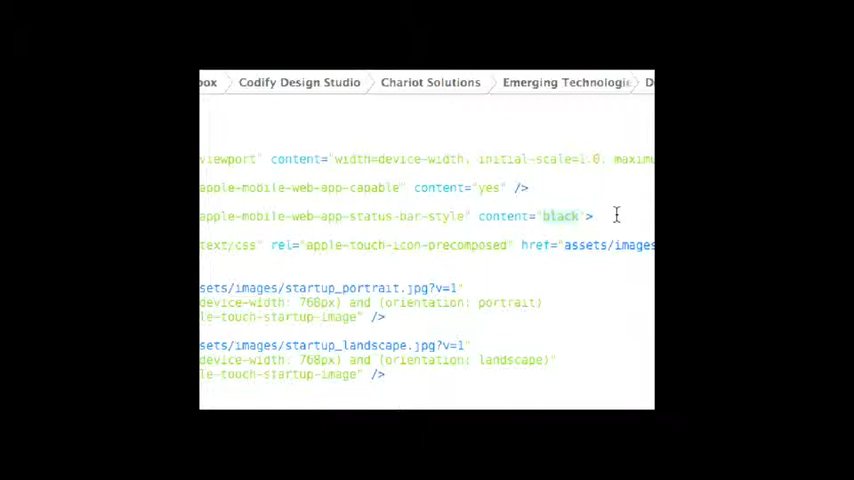 box Codify Design Studio Chariot Solutions Emerging Technologie D
viewport" content="width=device-width, initial-scale=1.0, maximu
apple-mobile-web-app-capable" content="yes" />
apple-mobile-web-app-status-bar-style" content="black">
text/css" rel="apple-touch-icon-precomposed" href="assets/images
sets/images/startup_portrait.jpg?v=1"
device-width: 768px) and (orientation: portrait)
le-touch-startup-image" />
sets/images/startup_landscape.jpg?v=1"
device-width: 768px) and (orientation: landscape)"
le-touch-startup-image" />